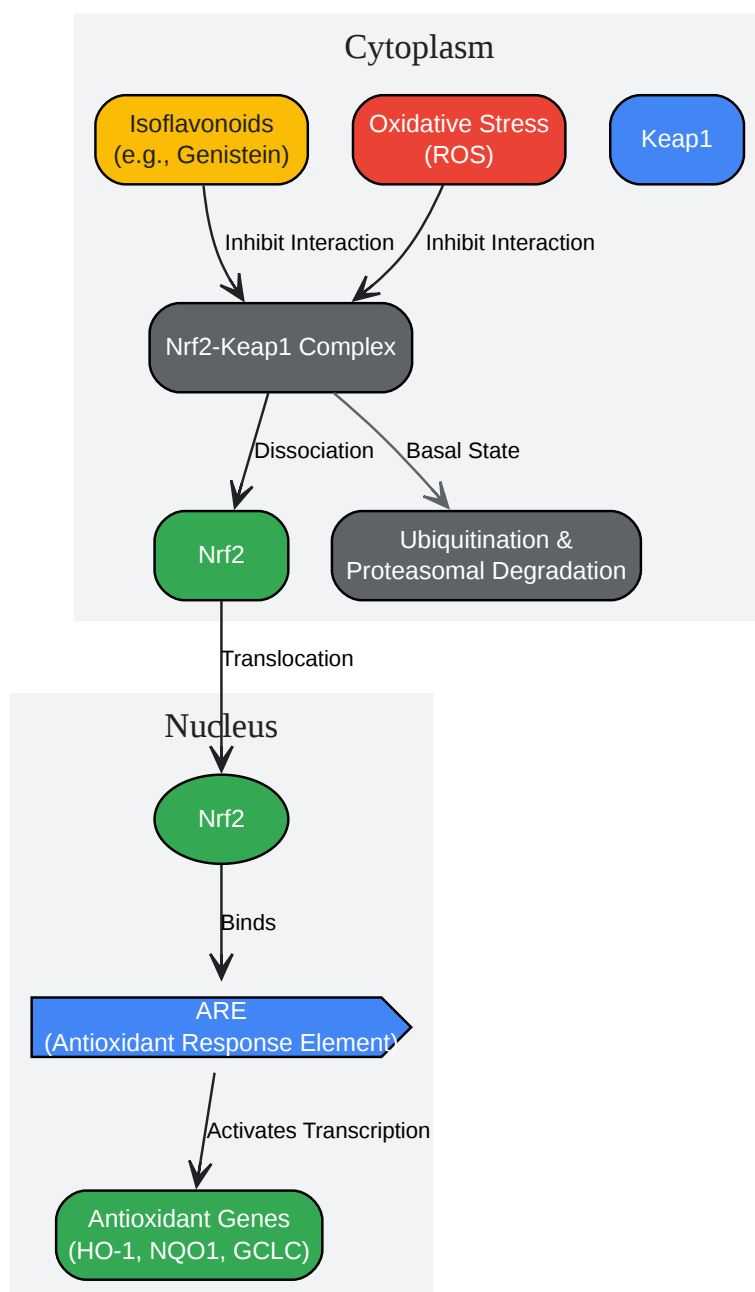 Cytoplasm
Isoflavonoids
(e.g., Genistein)
Oxidative Stress
(ROS)
Keap1
Inhibit Interaction
Inhibit Interaction
Nrf2-Keap1 Complex
Dissociation
Basal State
Nrf2
Ubiquitination &
Proteasomal Degradation
Translocation
Nucleus
Nrf2
Binds
ARE
(Antioxidant Response Element)
Activates Transcription
Antioxidant Genes
(HO-1, NQO1, GCLC)